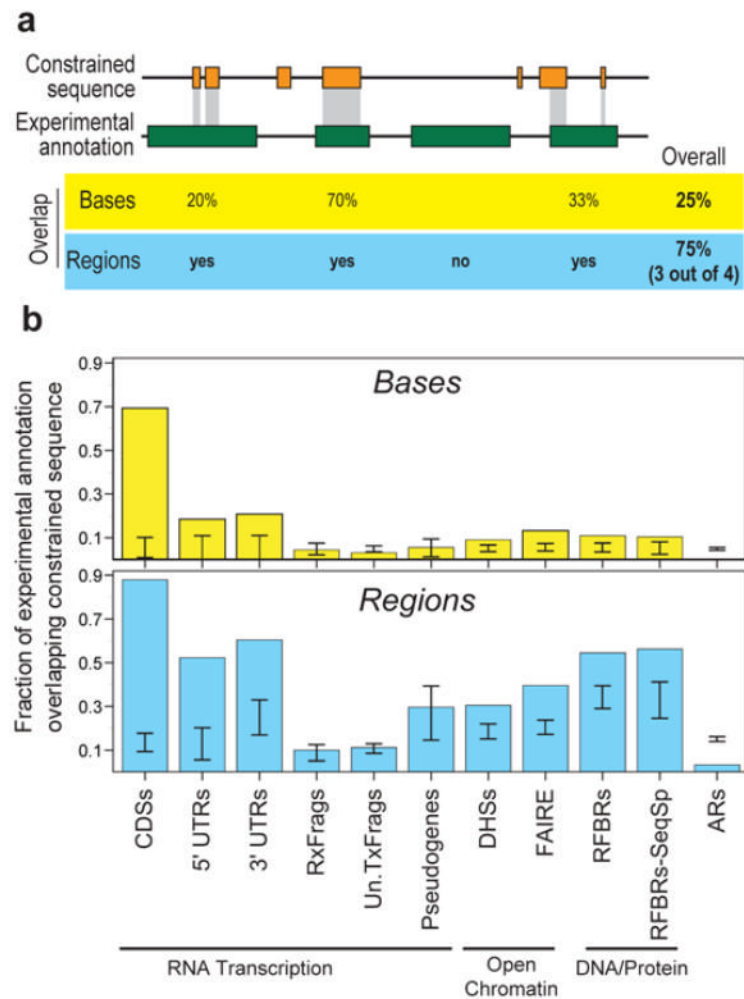 a
Constrained
sequence
Experimental
annotation
Overall
Overlap
Bases 20% 70% 33% 25%
Regions yes yes no yes 75%
(3 out of 4)
b
Fraction of experimental annotation
overlapping constrained sequence
Bases
0.9
0.7
0.5
0.3
0.1
Regions
0.9
0.7
0.5
0.3
0.1
CDSs
5' UTRs
3' UTRs
RxFrags
Un.TxFrags
Pseudogenes
DHSs
FAIRE
RFBRs
RFBRs-SeqSp
ARs
RNA Transcription
Open
Chromatin
DNA/Protein